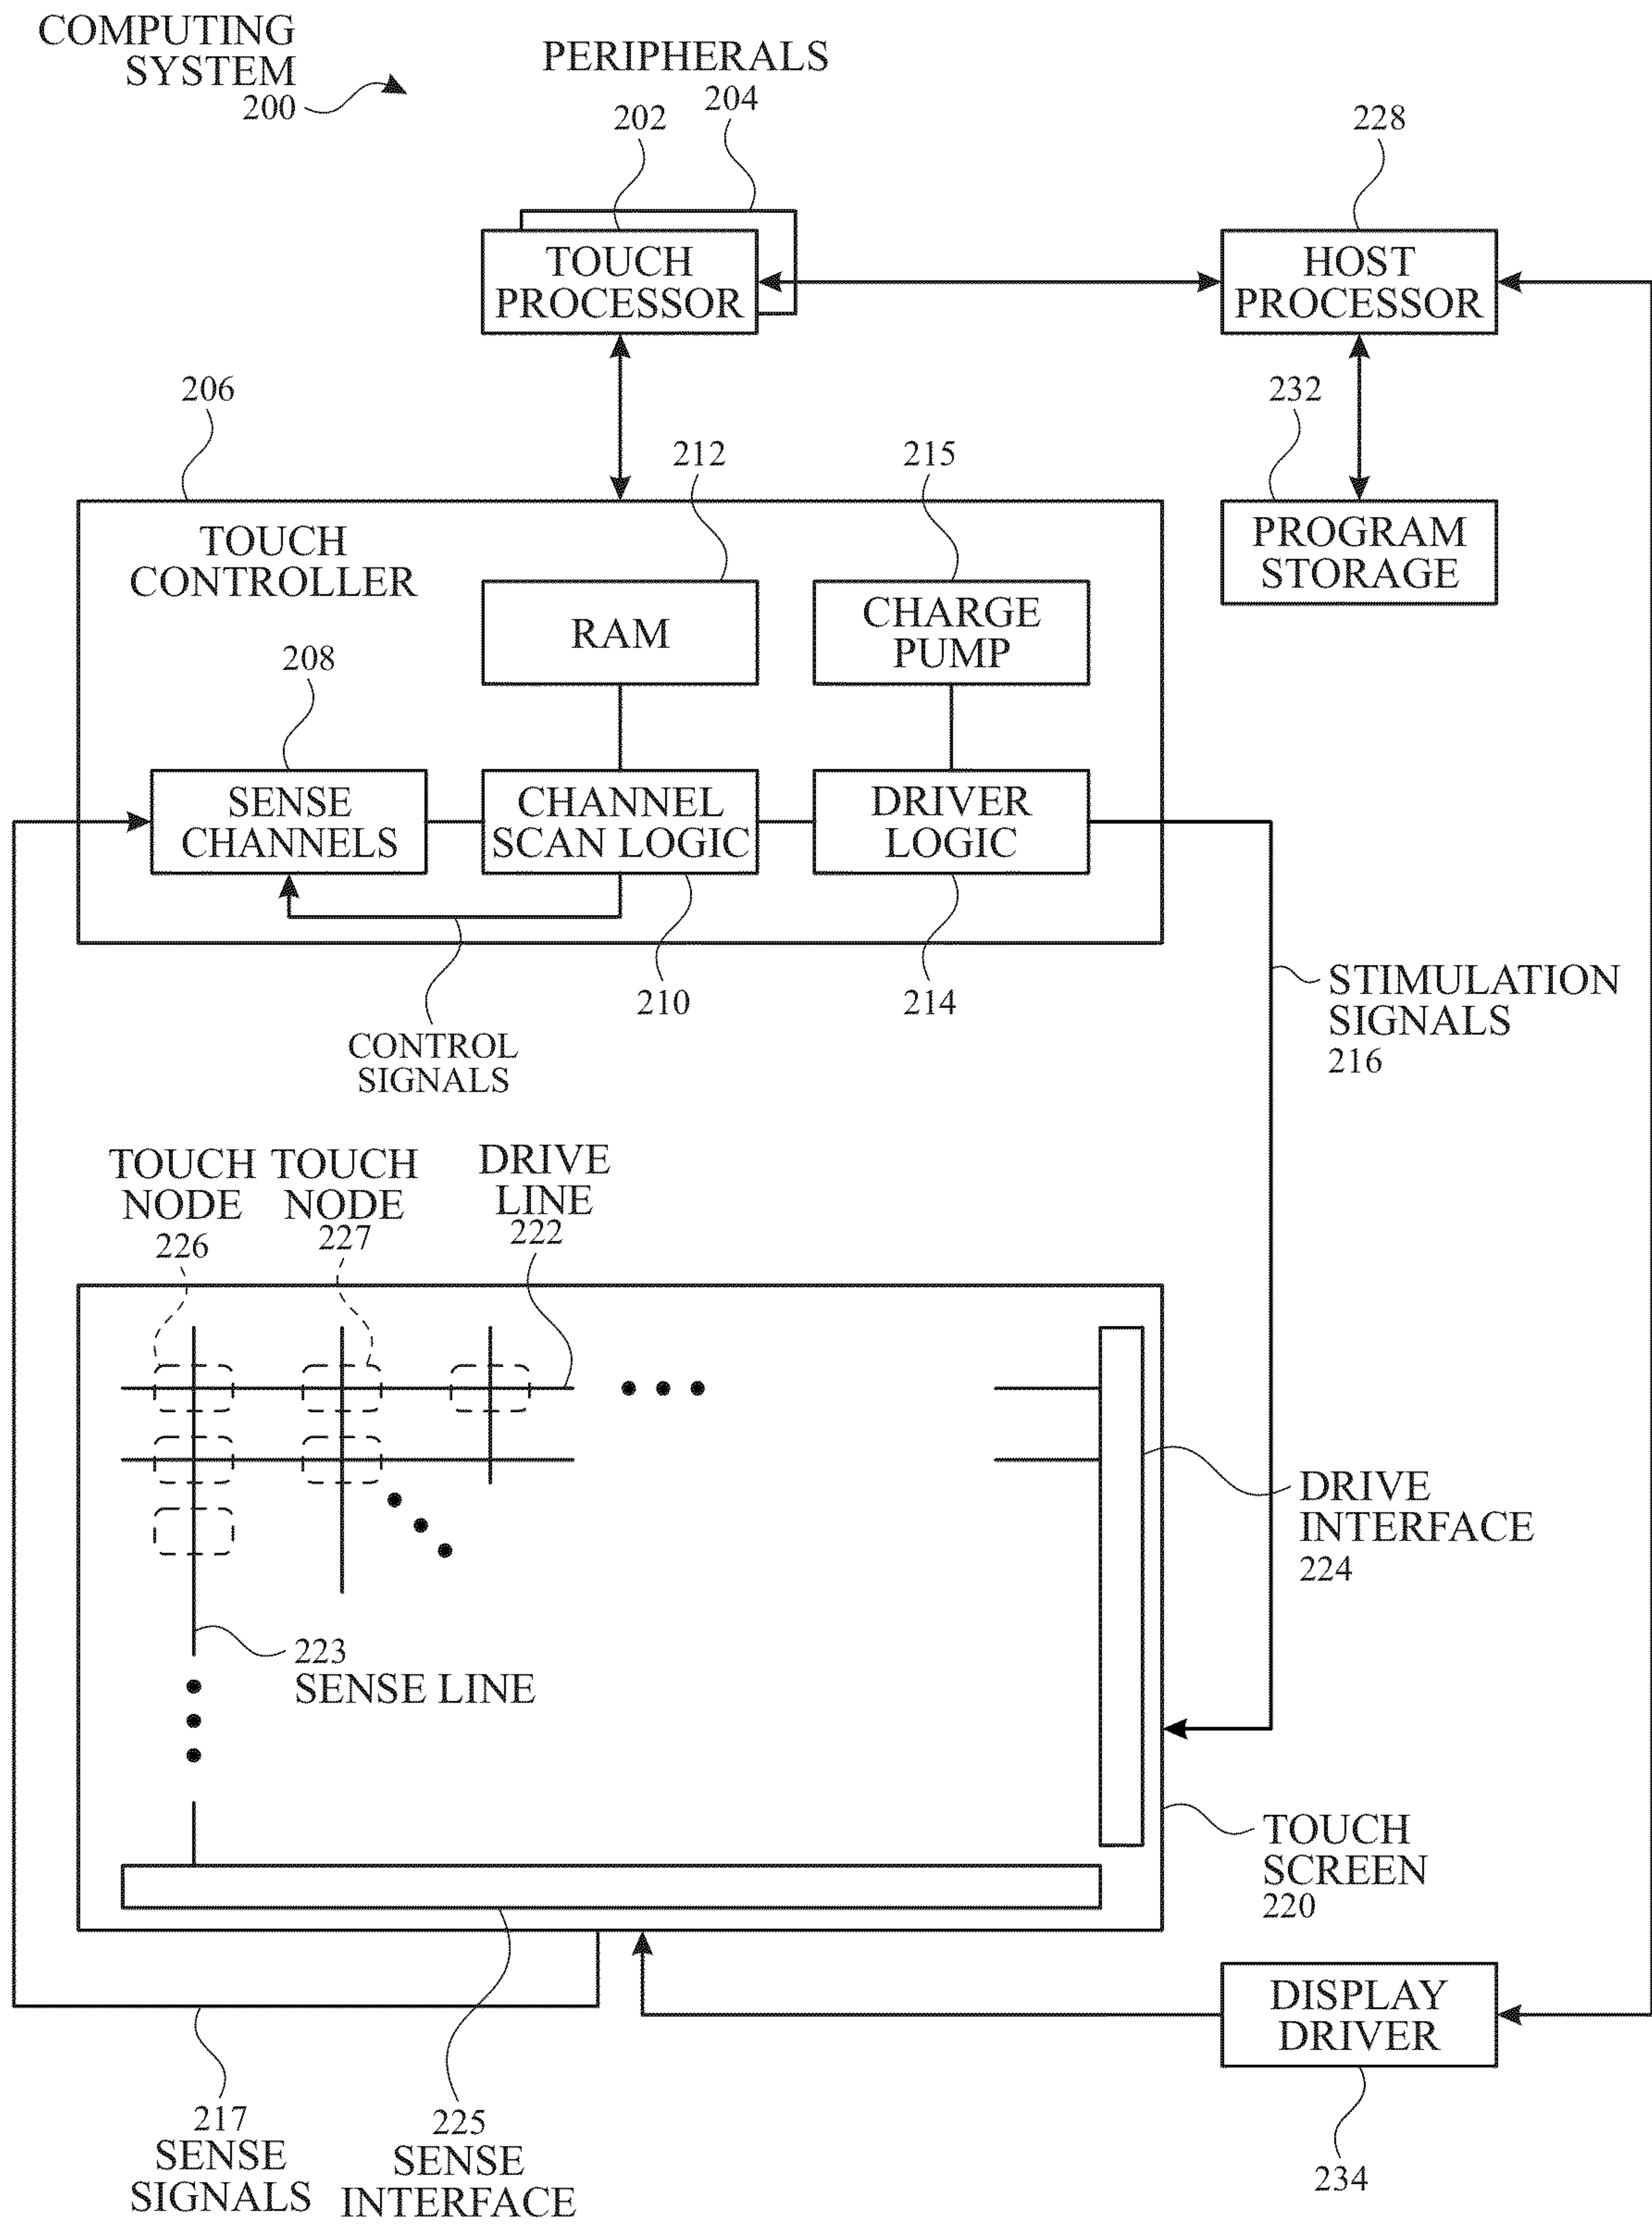 COMPUTING
SYSTEM
200
PERIPHERALS
204
202
228
TOUCH
PROCESSOR
HOST
PROCESSOR
206
232
212
215
TOUCH
CONTROLLER
PROGRAM
STORAGE
RAM
CHARGE
PUMP
208
SENSE
CHANNELS
CHANNEL
SCAN LOGIC
DRIVER
LOGIC
210
214
CONTROL
SIGNALS
STIMULATION
SIGNALS
216
TOUCH
NODE
226
TOUCH
NODE
227
DRIVE
LINE
222
DRIVE
INTERFACE
224
223
SENSE LINE
TOUCH
SCREEN
220
DISPLAY
DRIVER
234
217
SENSE
SIGNALS
225
SENSE
INTERFACE